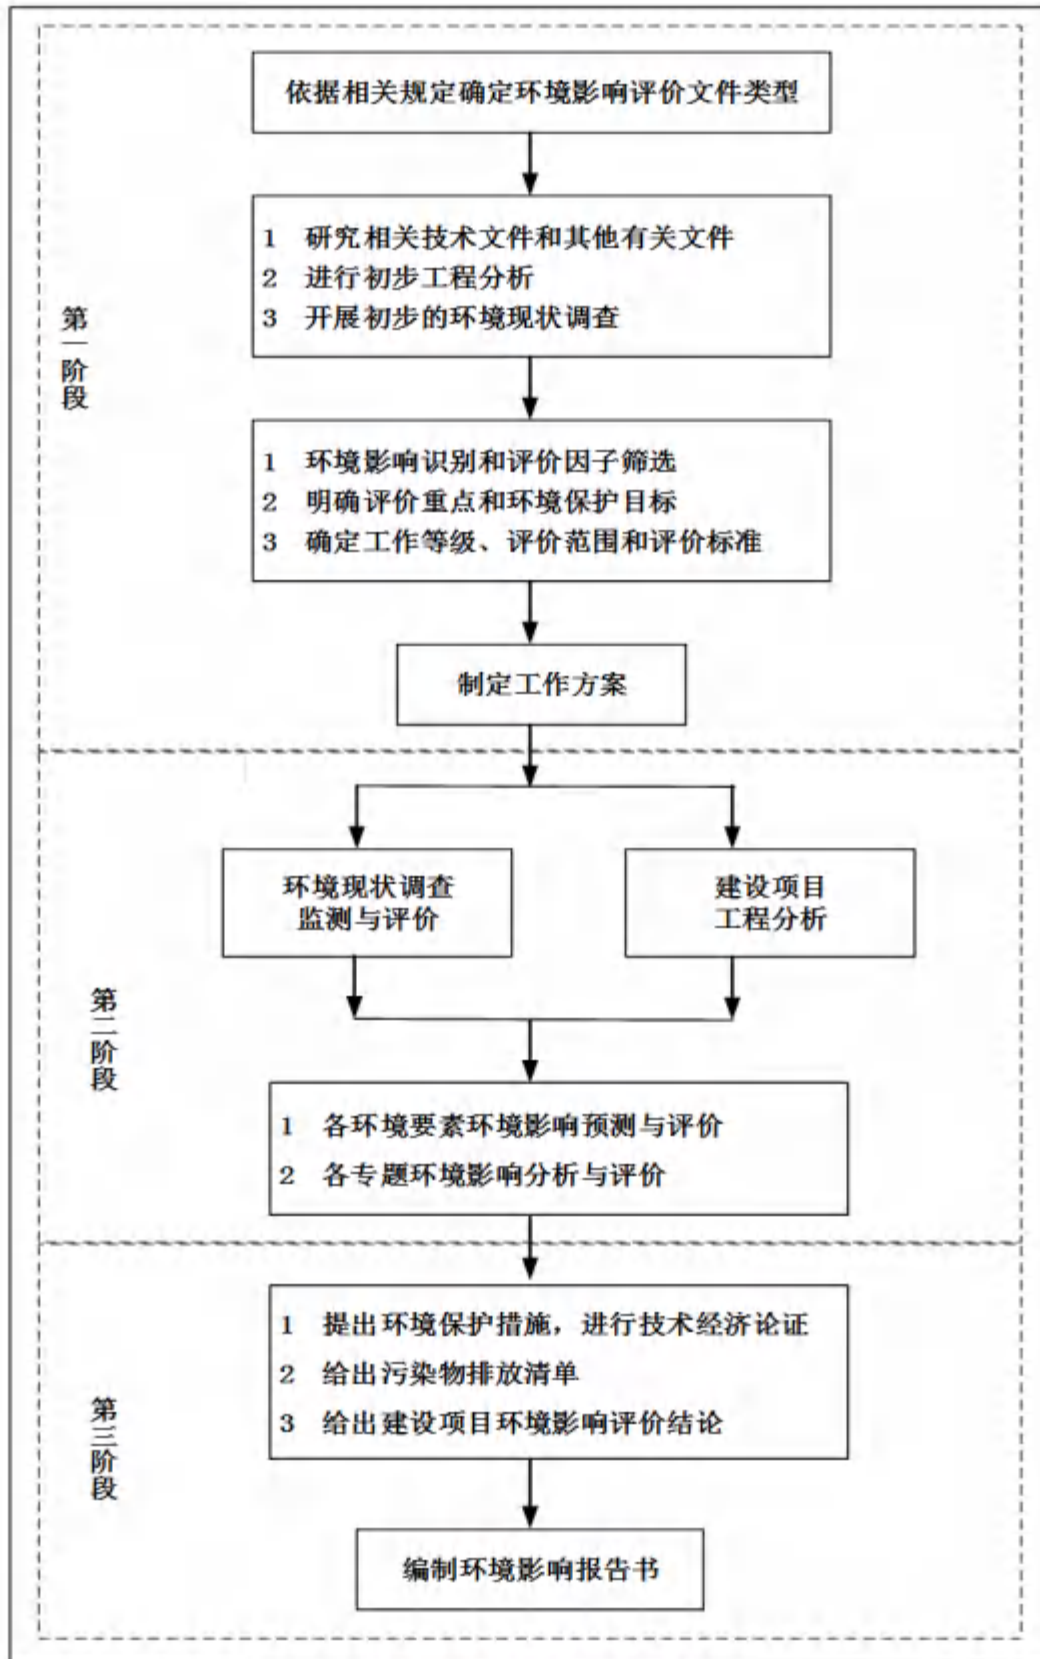 依据相关规定确定环境影响评价文件类型
1 研究相关技术文件和其他有关文件
2 进行初步工程分析
3 开展初步的环境现状调查
第一阶段
1 环境影响识别和评价因子筛选
2 明确评价重点和环境保护目标
3 确定工作等级、评价范围和评价标准
制定工作方案
环境现状调查
监测与评价
建设项目
工程分析
第二阶段
1 各环境要素环境影响预测与评价
2 各专题环境影响分析与评价
1 提出环境保护措施，进行技术经济论证
2 给出污染物排放清单
3 给出建设项目环境影响评价结论
第三阶段
编制环境影响报告书